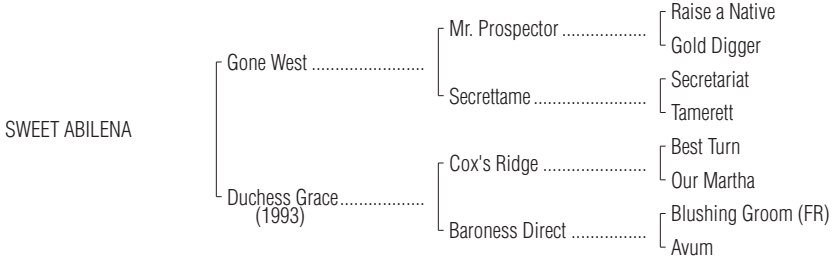 Raise a Native
Mr. Prospector ..................
Gold Digger
Gone West ........................
Secretariat
Secrettame ........................
Tamerett
SWEET ABILENA
Best Turn
Cox's Ridge ......................
Our Martha
Duchess Grace ..................
(1993)
Blushing Groom (FR)
Baroness Direct ................
Avum